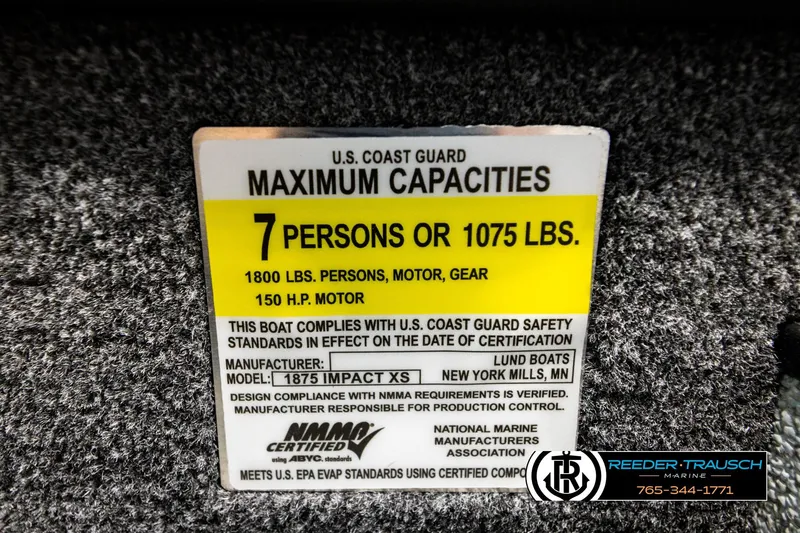 U.S. COAST GUARD
MAXIMUM CAPACITIES
7 PERSONS OR 1075 LBS.
1800 LBS. PERSONS, MOTOR, GEAR
150 H.P. MOTOR
THIS BOAT COMPLIES WITH U.S. COAST GUARD SAFETY
STANDARDS IN EFFECT ON THE DATE OF CERTIFICATION
MANUFACTURER: LUND BOATS
MODEL: 1875 IMPACT XS NEW YORK MILLS, MN
DESIGN COMPLIANCE WITH NMMA REQUIREMENTS IS VERIFIED.
MANUFACTURER RESPONSIBLE FOR PRODUCTION CONTROL.
NMMA
CERTIFIED
using ABYC. standards
NATIONAL MARINE
MANUFACTURERS
ASSOCIATION
MEETS U.S. EPA EVAP STANDARDS USING CERTIFIED COMPO
REEDER·TRAUSCH
MARINE
765-344-1771